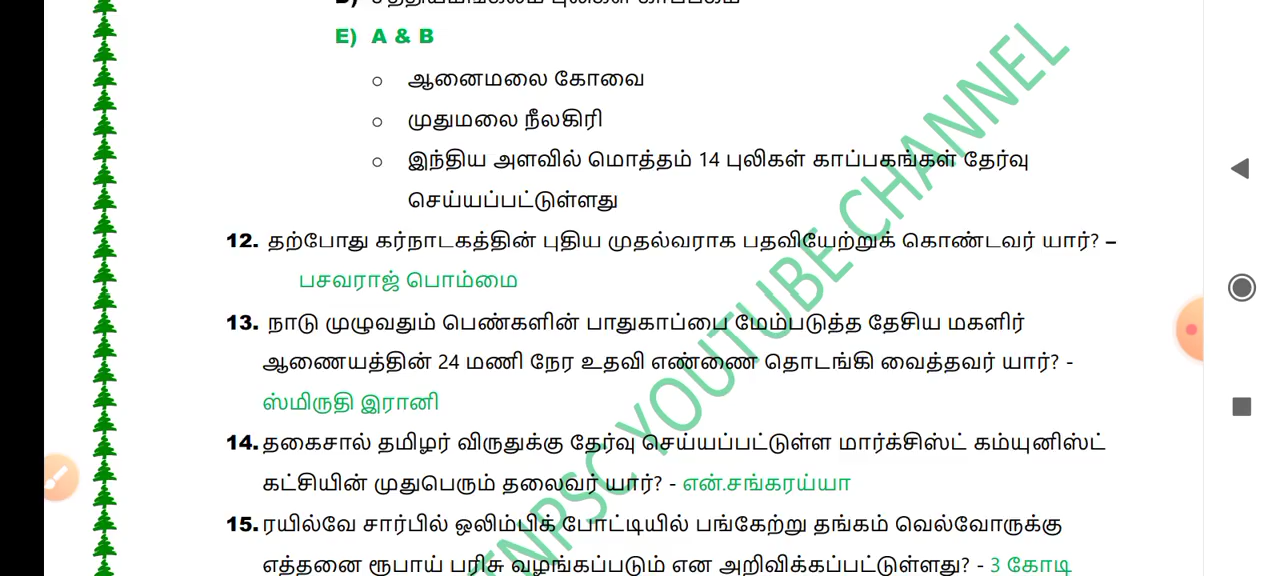 E) A & B
o ஆனைமலை கோவை
o முதுமலை நீலகிரி
o இந்திய அளவில் மொத்தம் 14 புலிகள் காப்பகங்கள் தேர்வு
செய்யப்பட்டுள்ளது
12. தற்போது கர்நாடகத்தின் புதிய முதல்வராக பதவியேற்றுக் கொண்டவர் யார்? –
பசவராஜ் பொம்மை
13. நாடு முழுவதும் பெண்களின் பாதுகாப்பை மேம்படுத்த தேசிய மகளிர்
ஆணையத்தின் 24 மணி நேர உதவி எண்ணை தொடங்கி வைத்தவர் யார்? -
ஸ்மிருதி இரானி
14. தகைசால் தமிழர் விருதுக்கு தேர்வு செய்யப்பட்டுள்ள மார்க்சிஸ்ட் கம்யுனிஸ்ட்
கட்சியின் முதுபெரும் தலைவர் யார்? - என்.சங்கரய்யா
15. ரயில்வே சார்பில் ஒலிம்பிக் போட்டியில் பங்கேற்று தங்கம் வெல்வோருக்கு
எத்தனை ரூபாய் பரிசு வழங்கப்படும் என அறிவிக்கப்பட்டுள்ளது? - 3 கோடி
TNPSC YOUTUBE CHANNEL